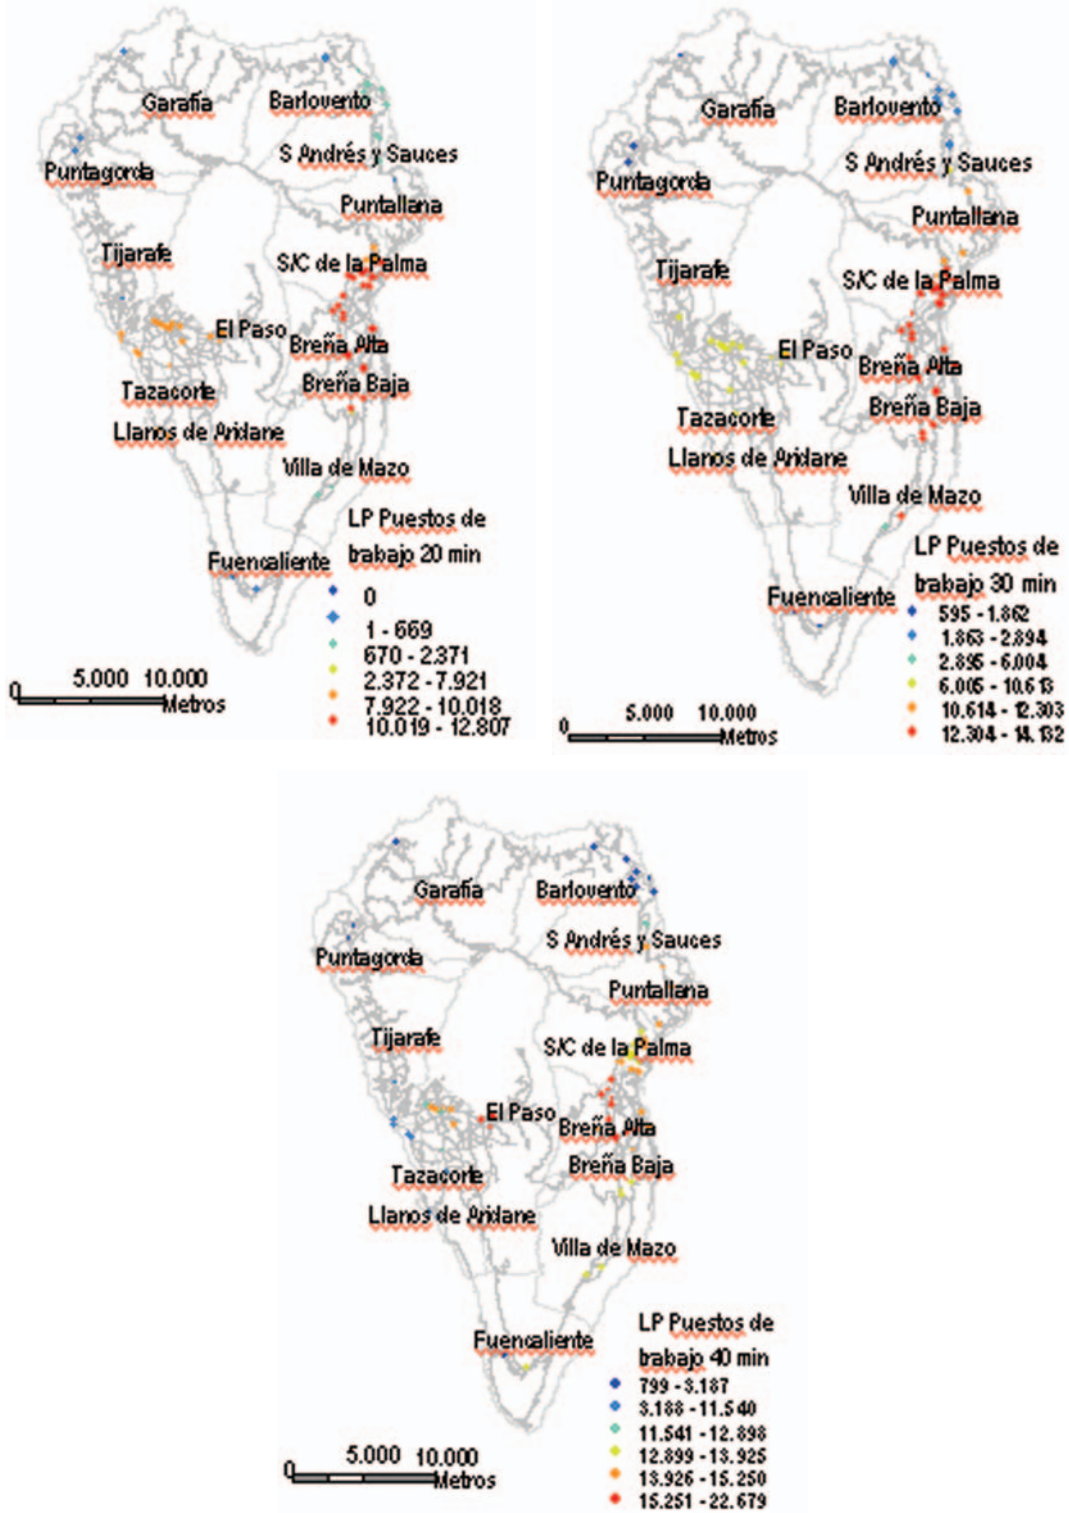 Garafía
Barlovento
S Andrés y Sauces
Puntagorda
Puntallana
Tijarafe
S/C de la Palma
El Paso
Breña Alta
Breña Baja
Tazacorte
Llanos de Aridane
Villa de Mazo
Fuencaliente
LP Puestos de
trabajo 20 min
0
1 - 669
670 - 2.371
2.372 - 7.921
7.922 - 10.018
10.019 - 12.807
0 5.000 10.000
Metros
Garafía
Barlovento
S Andrés y Sauces
Puntagorda
Puntallana
Tijarafe
S/C de la Palma
El Paso
Breña Alta
Breña Baja
Tazacorte
Llanos de Aridane
Villa de Mazo
Fuencaliente
LP Puestos de
trabajo 30 min
595 - 1.862
1.863 - 2.894
2.895 - 6.004
6.005 - 10.613
10.614 - 12.303
12.304 - 14.132
0 5.000 10.000
Metros
Garafía
Barlovento
S Andrés y Sauces
Puntagorda
Puntallana
Tijarafe
S/C de la Palma
El Paso
Breña Alta
Breña Baja
Tazacorte
Llanos de Aridane
Villa de Mazo
Fuencaliente
LP Puestos de
trabajo 40 min
799 - 3.187
3.188 - 11.540
11.541 - 12.898
12.899 - 13.925
13.926 - 15.250
15.251 - 22.679
0 5.000 10.000
Metros